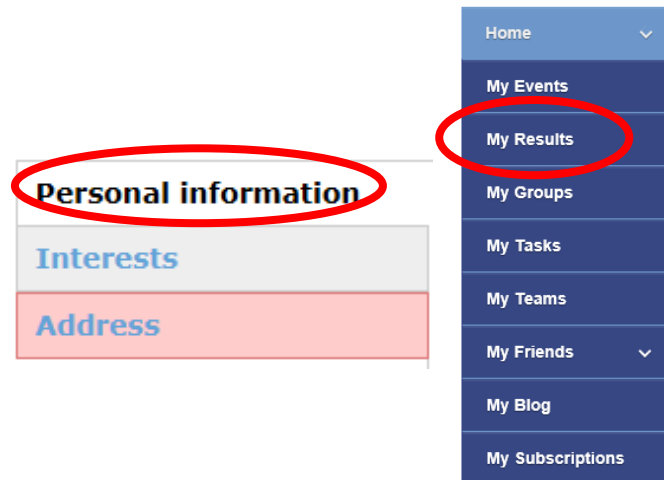 Personal information
Interests
Address
Home
My Events
My Results
My Groups
My Tasks
My Teams
My Friends
My Blog
My Subscriptions